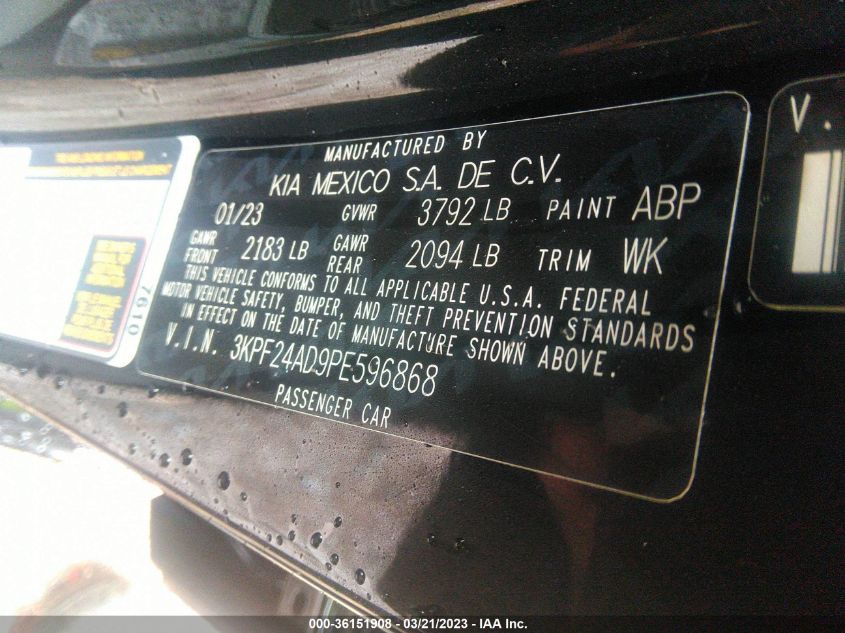 MANUFACTURED BY
KIA MEXICO S.A. DE C.V.
01/23 GVWR 3792 LB PAINT ABP
GAWR FRONT 2183 LB GAWR REAR 2094 LB TRIM WK
THIS VEHICLE CONFORMS TO ALL APPLICABLE U.S.A. FEDERAL
MOTOR VEHICLE SAFETY, BUMPER, AND THEFT PREVENTION STANDARDS
IN EFFECT ON THE DATE OF MANUFACTURE SHOWN ABOVE.
V.I.N. 3KPF24AD9PE596868
PASSENGER CAR
7610
V.
000-36151908 - 03/21/2023 - IAA Inc.